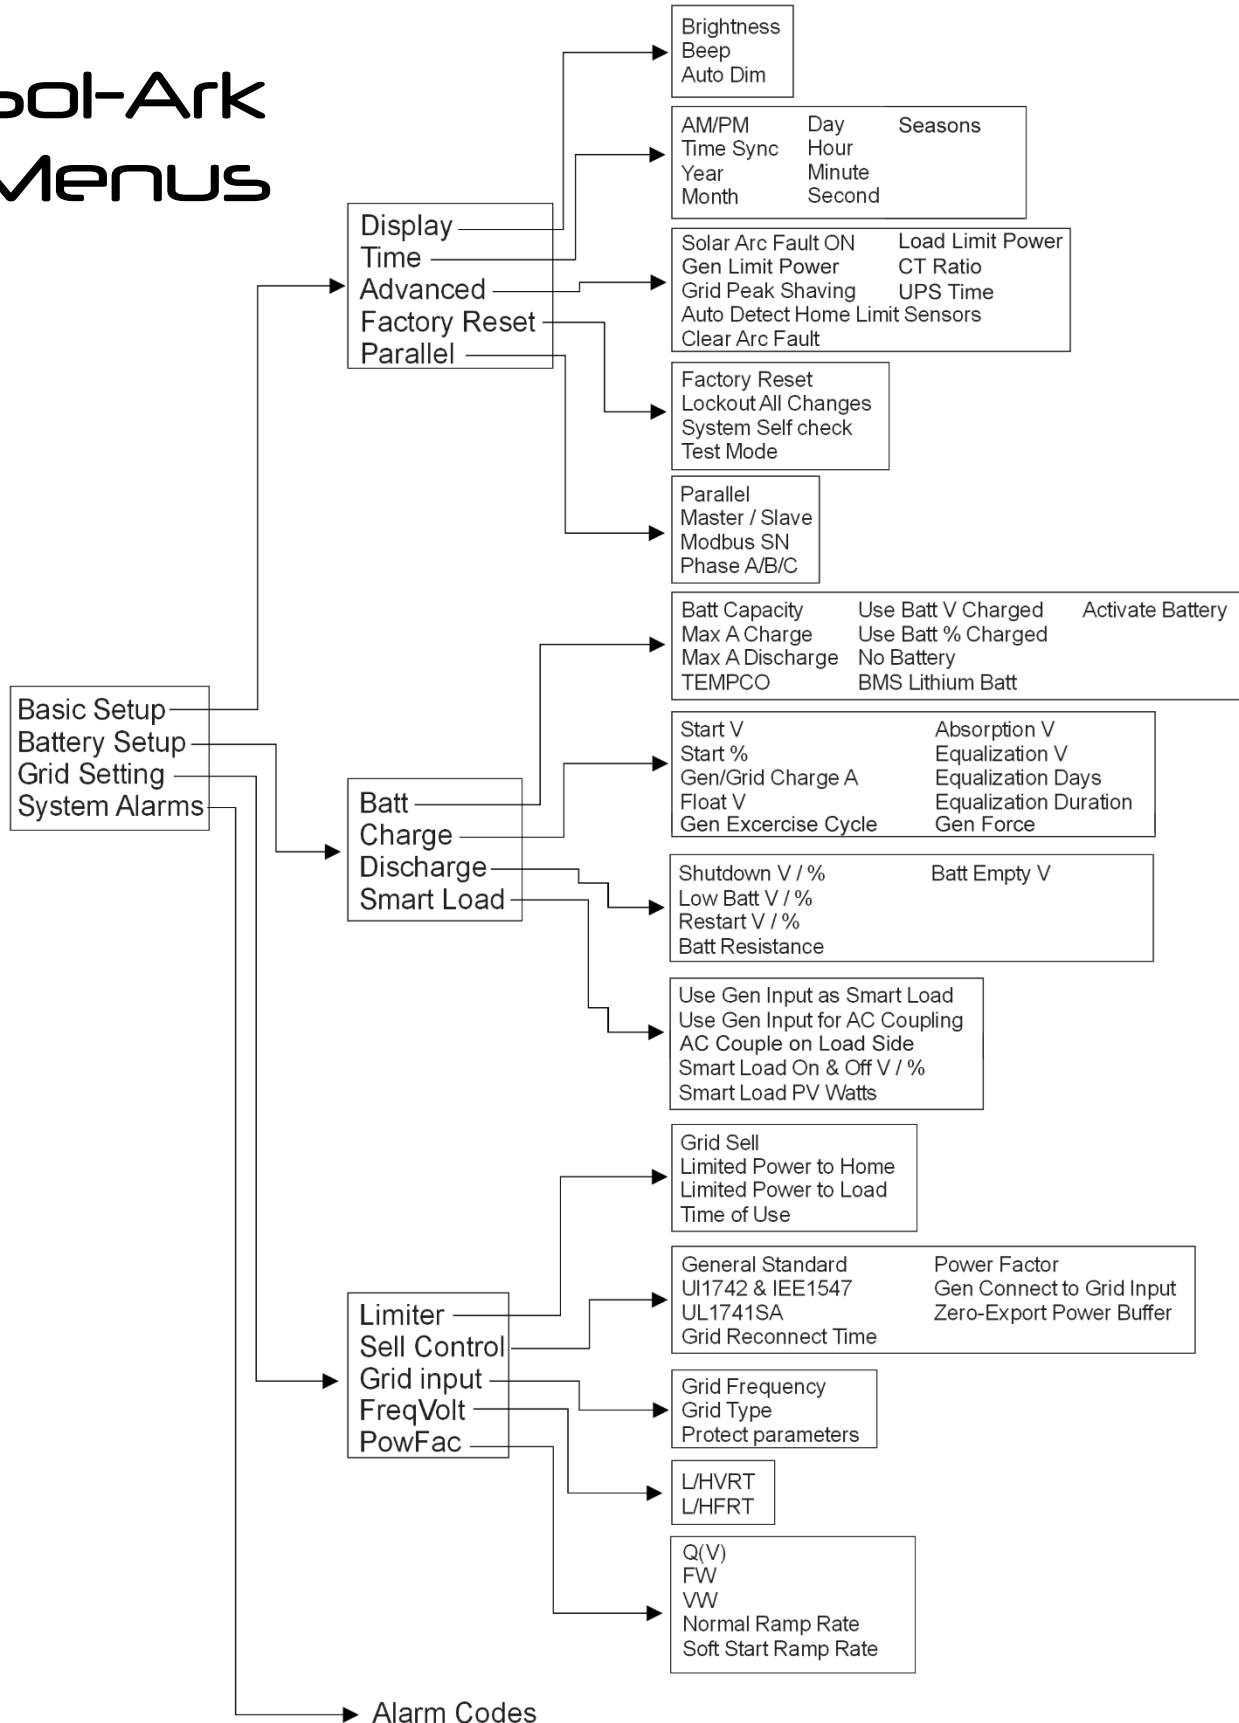 Sol-Ark
Menus
Brightness
Beep
Auto Dim
AM/PM Day Seasons
Time Sync Hour
Year Minute
Month Second
Display
Time
Advanced
Factory Reset
Parallel
Solar Arc Fault ON Load Limit Power
Gen Limit Power CT Ratio
Grid Peak Shaving UPS Time
Auto Detect Home Limit Sensors
Clear Arc Fault
Factory Reset
Lockout All Changes
System Self check
Test Mode
Parallel
Master / Slave
Modbus SN
Phase A/B/C
Basic Setup
Battery Setup
Grid Setting
System Alarms
Batt Capacity Use Batt V Charged Activate Battery
Max A Charge Use Batt % Charged
Max A Discharge No Battery
TEMPCO BMS Lithium Batt
Batt
Charge
Discharge
Smart Load
Start V Absorption V
Start % Equalization V
Gen/Grid Charge A Equalization Days
Float V Equalization Duration
Gen Excercise Cycle Gen Force
Shutdown V / % Batt Empty V
Low Batt V / %
Restart V / %
Batt Resistance
Use Gen Input as Smart Load
Use Gen Input for AC Coupling
AC Couple on Load Side
Smart Load On & Off V / %
Smart Load PV Watts
Limiter
Sell Control
Grid input
FreqVolt
PowFac
Grid Sell
Limited Power to Home
Limited Power to Load
Time of Use
General Standard Power Factor
UI1742 & IEE1547 Gen Connect to Grid Input
UL1741SA Zero-Export Power Buffer
Grid Reconnect Time
Grid Frequency
Grid Type
Protect parameters
L/HVRT
L/HFRT
Q(V)
FW
VW
Normal Ramp Rate
Soft Start Ramp Rate
Alarm Codes